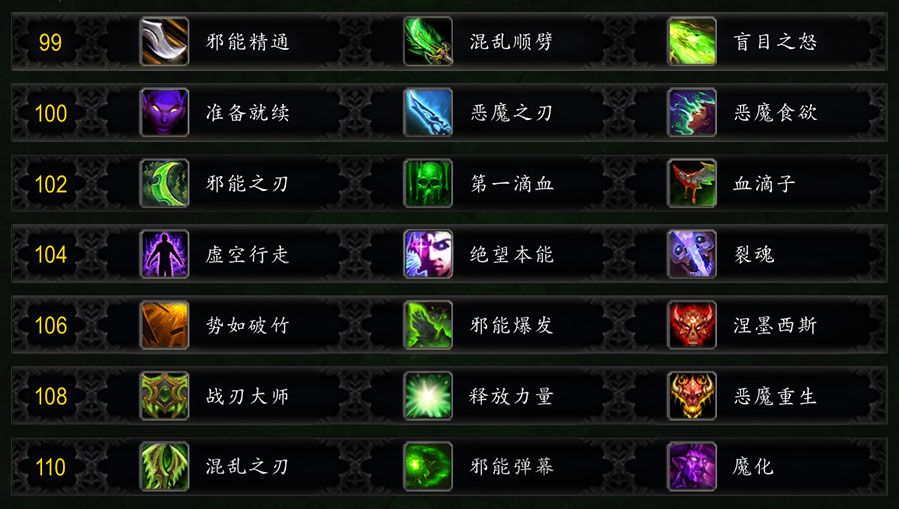 99 邪能精通 混乱顺劈 盲目之怒
100 准备就续 恶魔之刃 恶魔食欲
102 邪能之刃 第一滴血 血滴子
104 虚空行走 绝望本能 裂魂
106 势如破竹 邪能爆发 涅墨西斯
108 战刃大师 释放力量 恶魔重生
110 混乱之刃 邪能弹幕 魔化